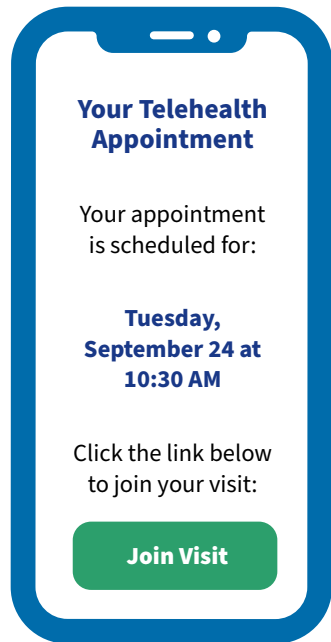 Your Telehealth
Appointment
Your appointment
is scheduled for:
Tuesday,
September 24 at
10:30 AM
Click the link below
to join your visit:
Join Visit